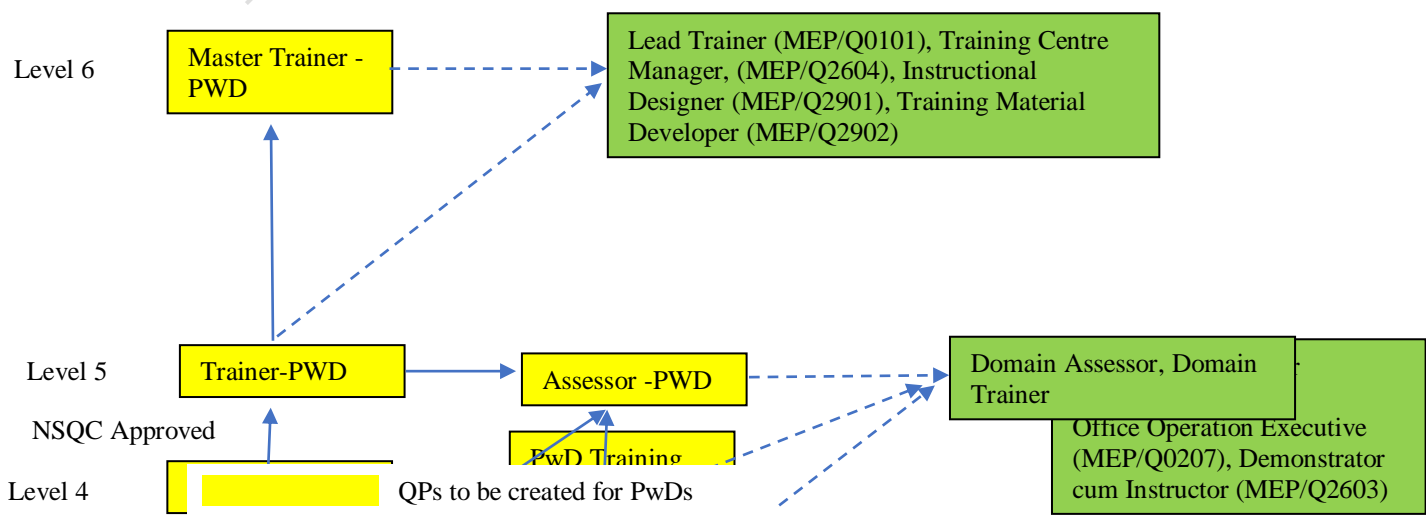 Level 6
Master Trainer -
PWD
Lead Trainer (MEP/Q0101), Training Centre
Manager, (MEP/Q2604), Instructional
Designer (MEP/Q2901), Training Material
Developer (MEP/Q2902)
Level 5
Trainer-PWD
Assessor -PWD
Domain Assessor, Domain
Trainer
NSQC Approved
PwD Training
Office Operation Executive
(MEP/Q0207), Demonstrator
cum Instructor (MEP/Q2603)
Level 4
QPs to be created for PwDs